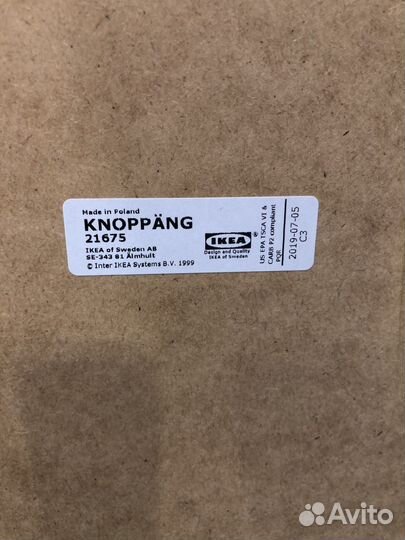 Made in Poland
KNOPPÄNG
21675
IKEA of Sweden AB
SE-343 81 Älmhult
© Inter IKEA Systems B.V. 1999
IKEA®
Design and Quality
IKEA of Sweden
US EPA TSCA VI &
CARB P2 compliant
PQR
2019-07-05
C3
Avito